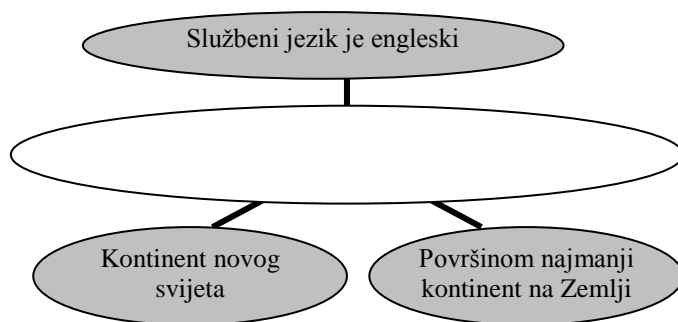 Službeni jezik je engleski
Kontinent novog
svijeta
Površinom najmanji
kontinent na Zemlji